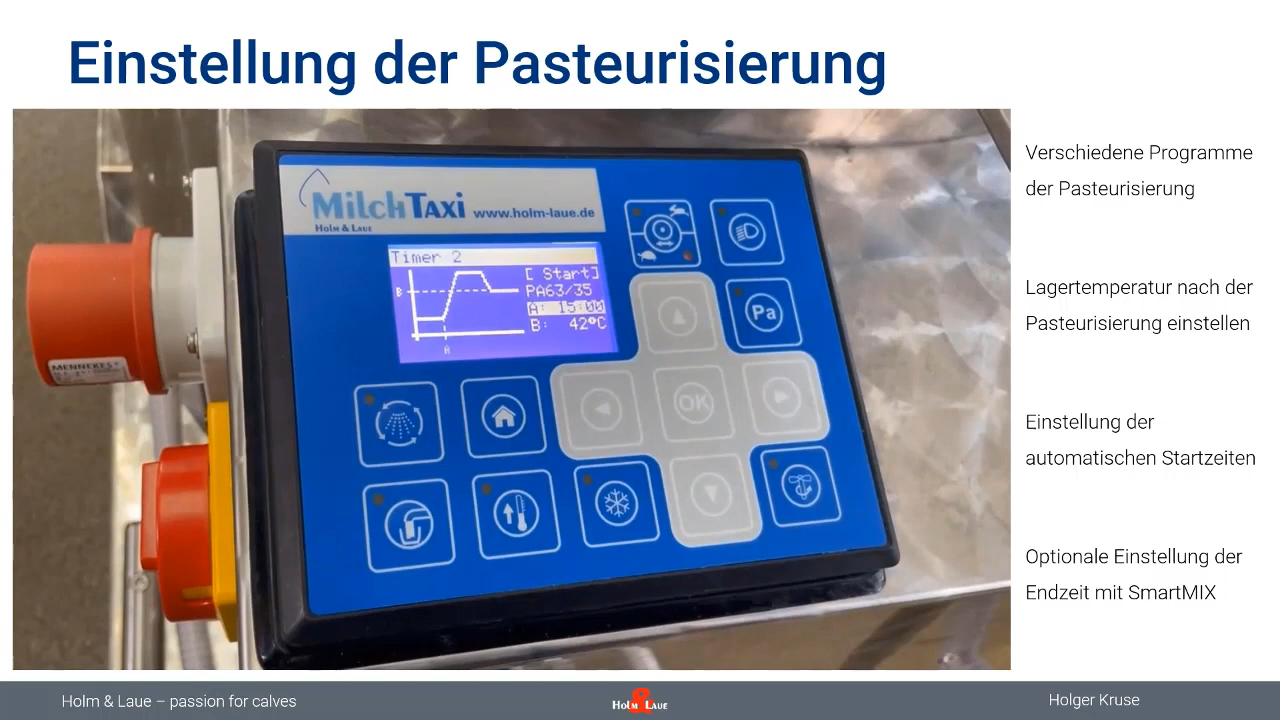 Einstellung der Pasteurisierung
MilchTaxi www.holm-laue.de
Holm & Laue
Timer 2
[ Start]
PA63/35
B
A: 15:00
B: 42°C
A
Pa
OK
MENNEKES
Verschiedene Programme
der Pasteurisierung
Lagertemperatur nach der
Pasteurisierung einstellen
Einstellung der
automatischen Startzeiten
Optionale Einstellung der
Endzeit mit SmartMIX
Holm & Laue – passion for calves
Holm & Laue
Holger Kruse